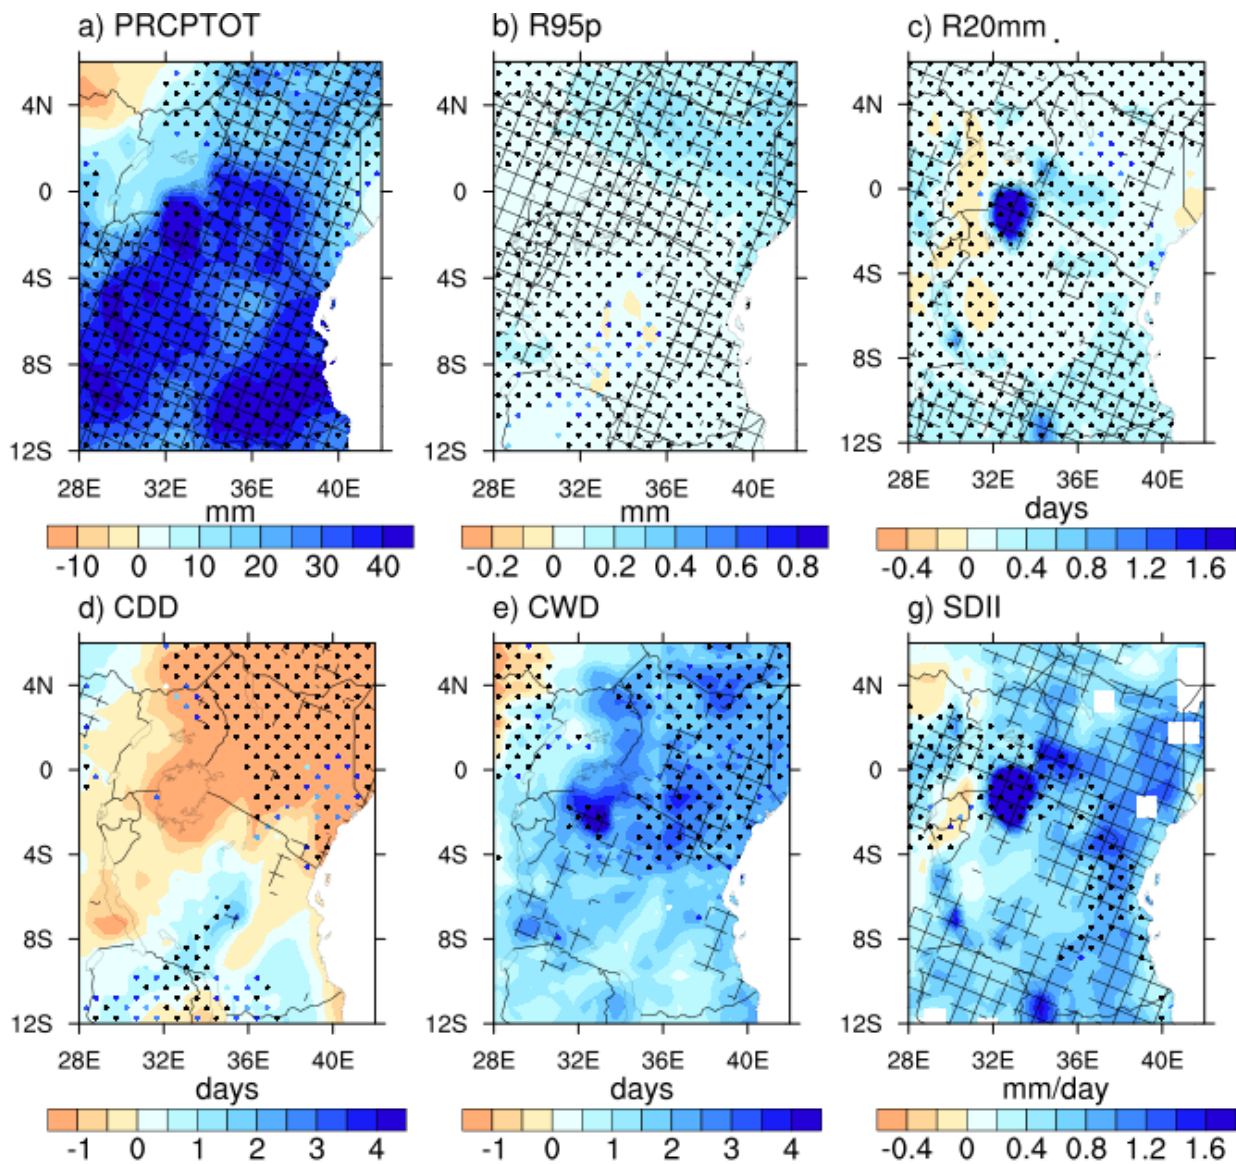 a) PRCPTOT
b) R95p
c) R20mm .
4N
0
4S
8S
12S
28E 32E 36E 40E
mm
-10 0 10 20 30 40
4N
0
4S
8S
12S
28E 32E 36E 40E
mm
-0.2 0 0.2 0.4 0.6 0.8
4N
0
4S
8S
12S
28E 32E 36E 40E
days
-0.4 0 0.4 0.8 1.2 1.6
d) CDD
e) CWD
g) SDII
4N
0
4S
8S
12S
28E 32E 36E 40E
days
-1 0 1 2 3 4
4N
0
4S
8S
12S
28E 32E 36E 40E
days
-1 0 1 2 3 4
4N
0
4S
8S
12S
28E 32E 36E 40E
mm/day
-0.4 0 0.4 0.8 1.2 1.6